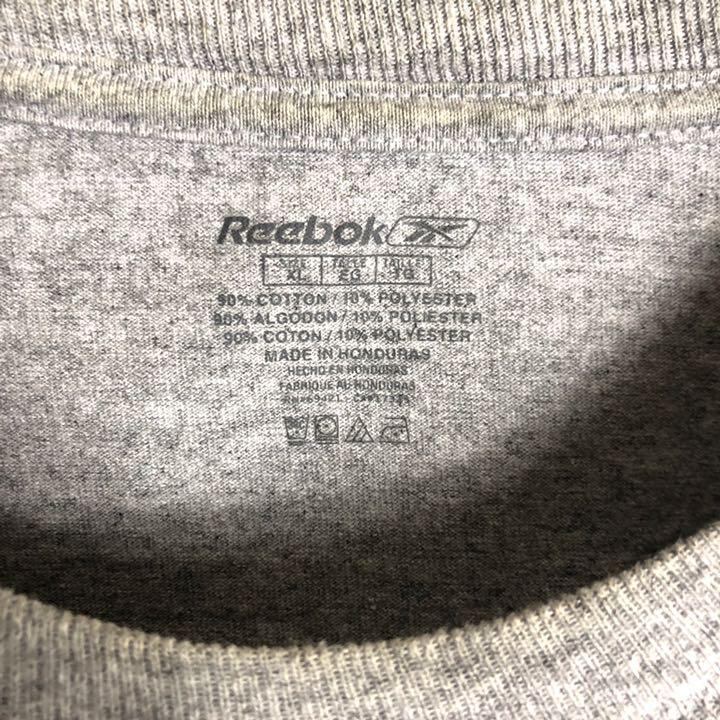 Reebok
SIZE TALLA TAILLE
XL EG TG
90% COTTON / 10% POLYESTER
90% ALGODON / 10% POLIESTER
90% COTON / 10% POLYESTER
MADE IN HONDURAS
HECHO EN HONDURAS
FABRIQUE AU HONDURAS